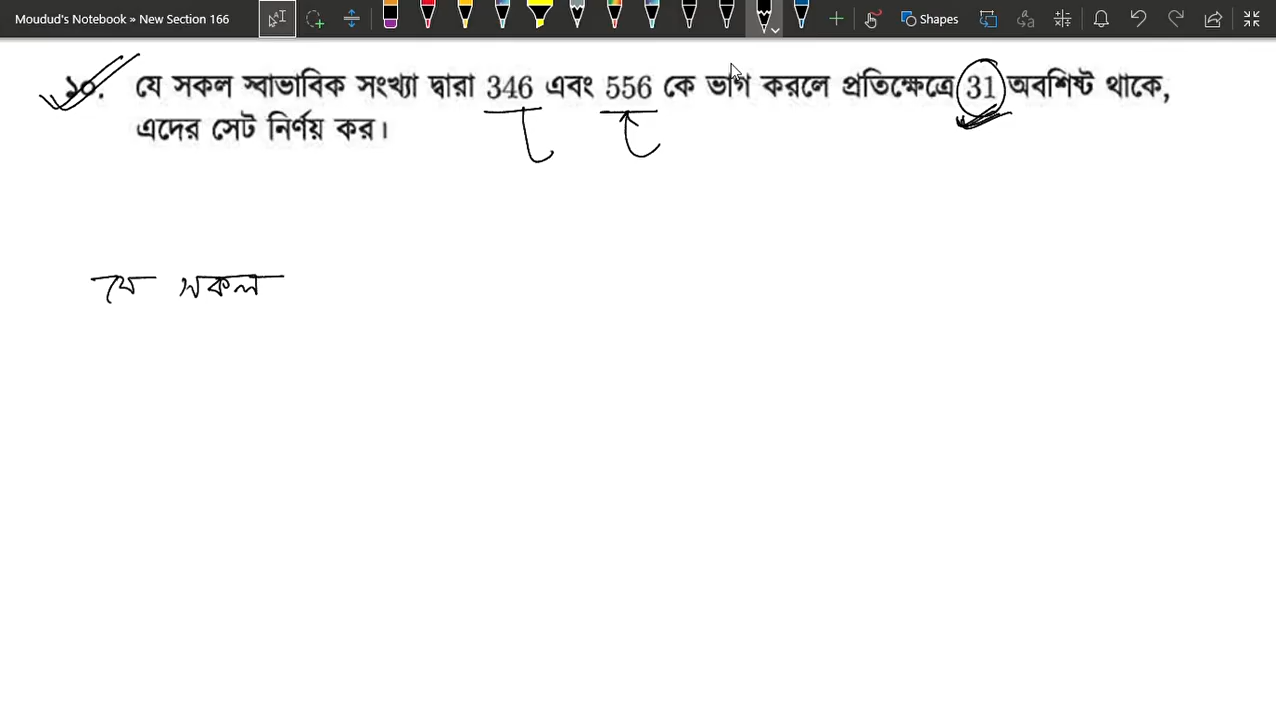 Moudud's Notebook » New Section 166
Shapes
১০. যে সকল স্বাভাবিক সংখ্যা দ্বারা 346 এবং 556 কে ভাগ করলে প্রতিক্ষেত্রে 31 অবশিষ্ট থাকে,
এদের সেট নির্ণয় কর।
যে সকল